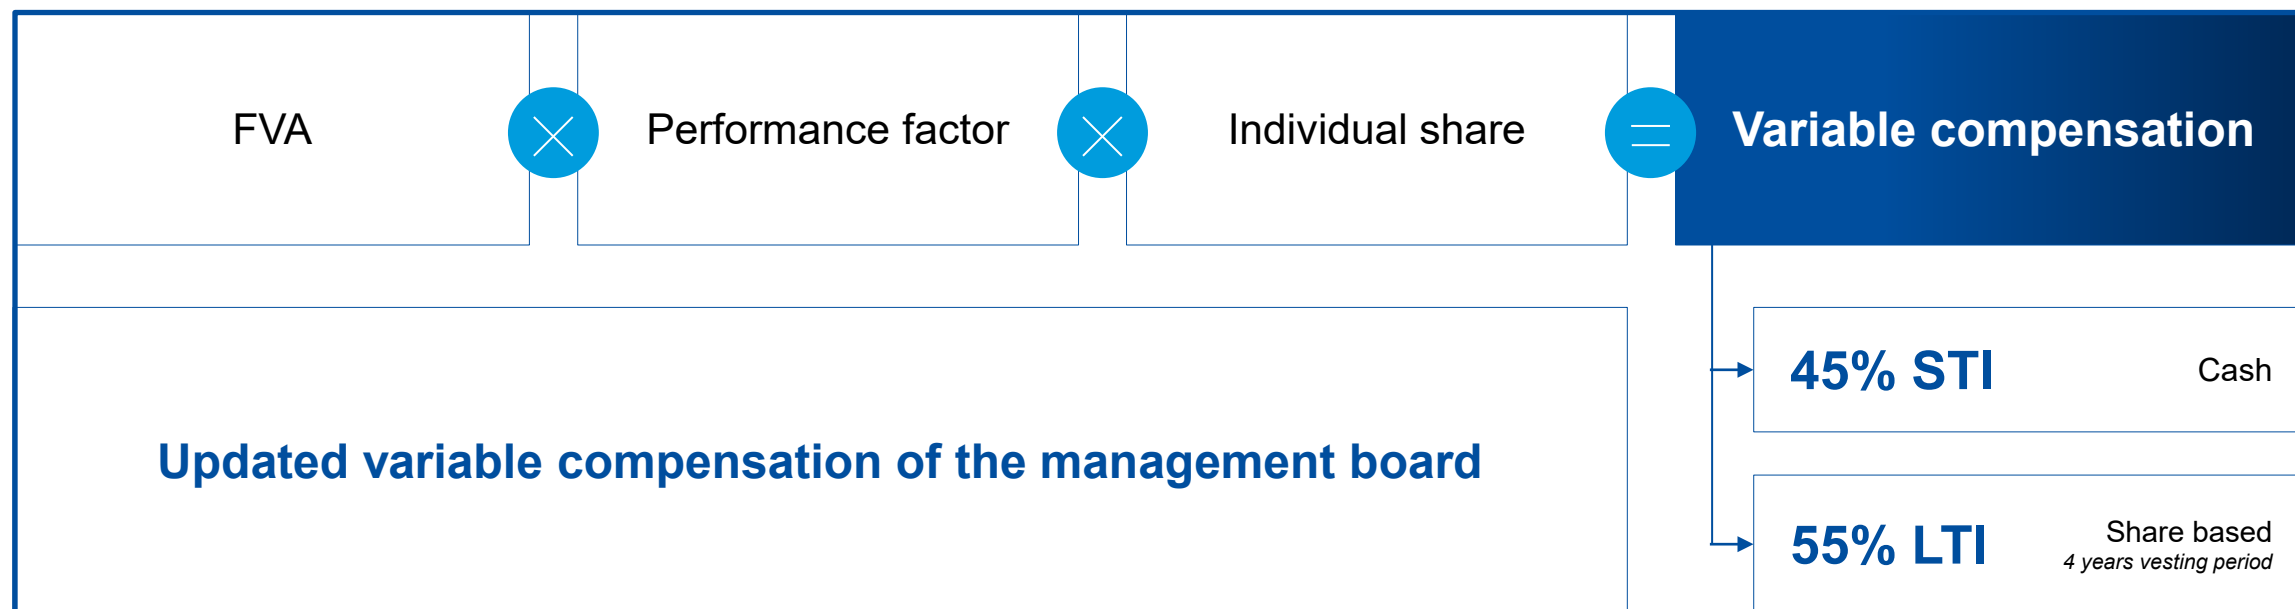 FVA
Performance factor
Individual share
Variable compensation
Updated variable compensation of the management board
45% STI
Cash
55% LTI
Share based
4 years vesting period